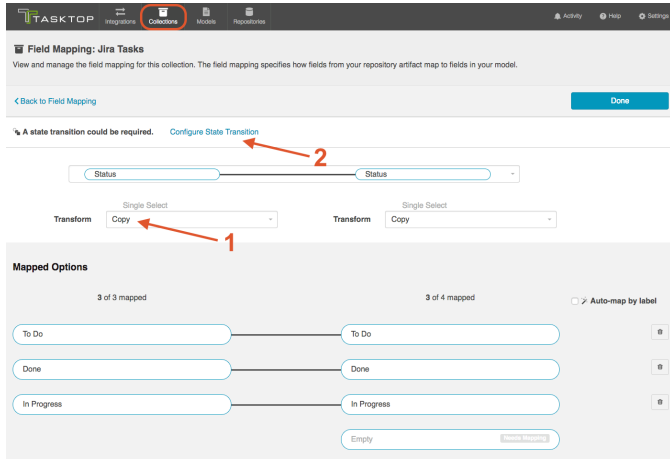 TASKTOP
Integrations
Collections
Models
Repositories
Activity
Help
Settings
Field Mapping: Jira Tasks
View and manage the field mapping for this collection. The field mapping specifies how fields from your repository artifact map to fields in your model.
Back to Field Mapping
Done
A state transition could be required. Configure State Transition
2
Status Status
Single Select Single Select
Transform Copy Transform Copy
1
Mapped Options
3 of 3 mapped 3 of 4 mapped Auto-map by label
To Do To Do
Done Done
In Progress In Progress
Empty Needs Mapping